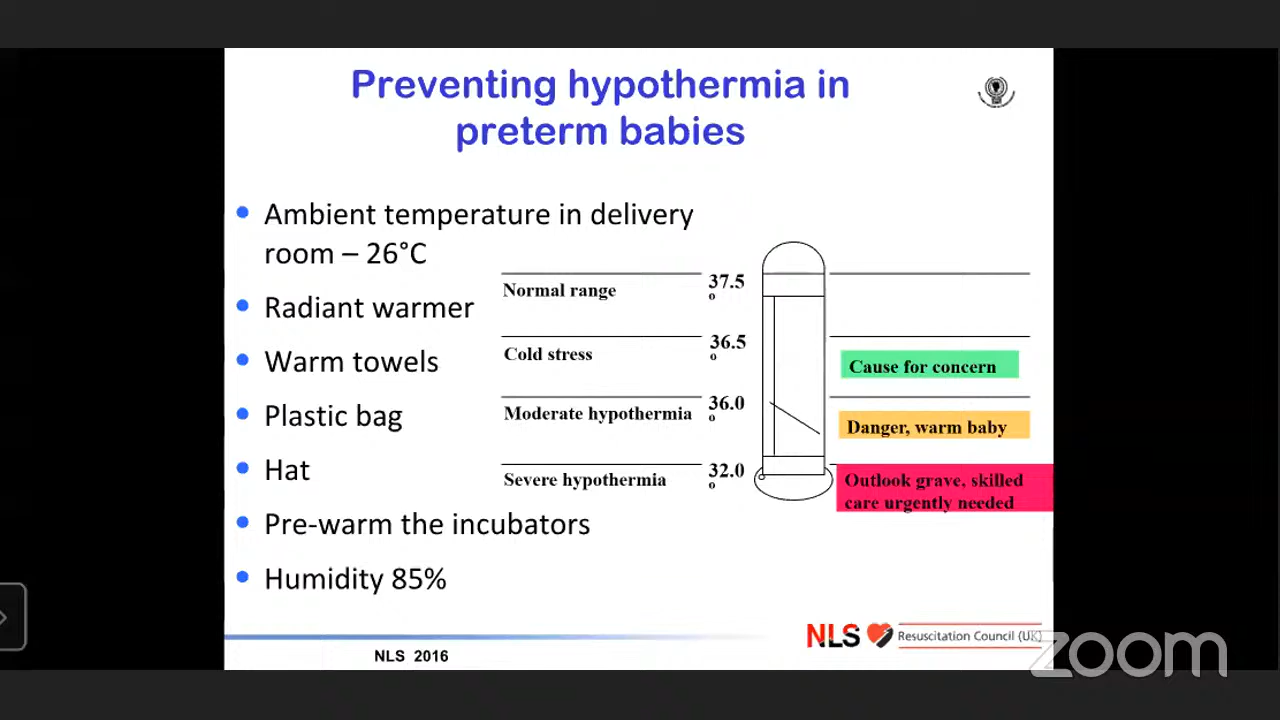 Preventing hypothermia in
preterm babies
Ambient temperature in delivery
room – 26°C
Radiant warmer
Warm towels
Plastic bag
Hat
Pre-warm the incubators
Humidity 85%
Normal range
37.5
o
Cold stress
36.5
o
Cause for concern
Moderate hypothermia
36.0
o
Danger, warm baby
Severe hypothermia
32.0
o
Outlook grave, skilled
care urgently needed
NLS Resuscitation Council (UK)
NLS 2016
zoom